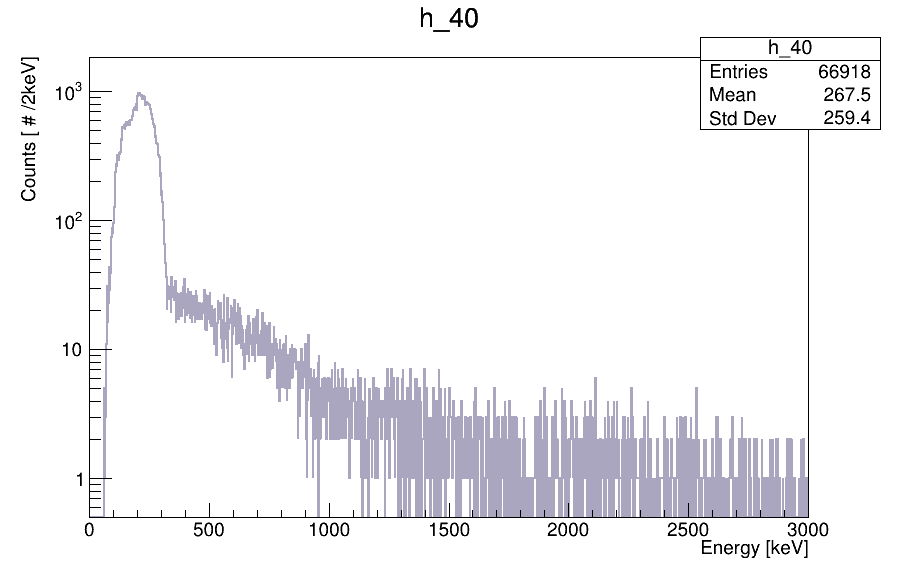 h_40
h_40
Entries 66918
Mean 267.5
Std Dev 259.4
Counts [ # /2keV]
10³
10²
10
1
0 500 1000 1500 2000 2500 3000
Energy [keV]